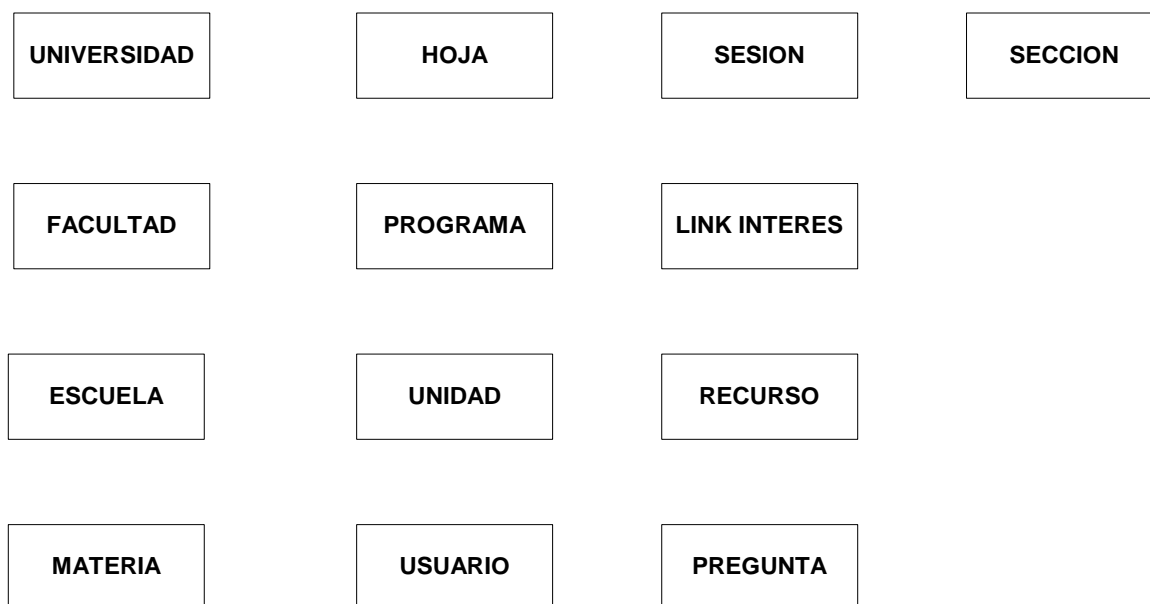 UNIVERSIDAD
HOJA
SESION
SECCION
FACULTAD
PROGRAMA
LINK INTERES
ESCUELA
UNIDAD
RECURSO
MATERIA
USUARIO
PREGUNTA